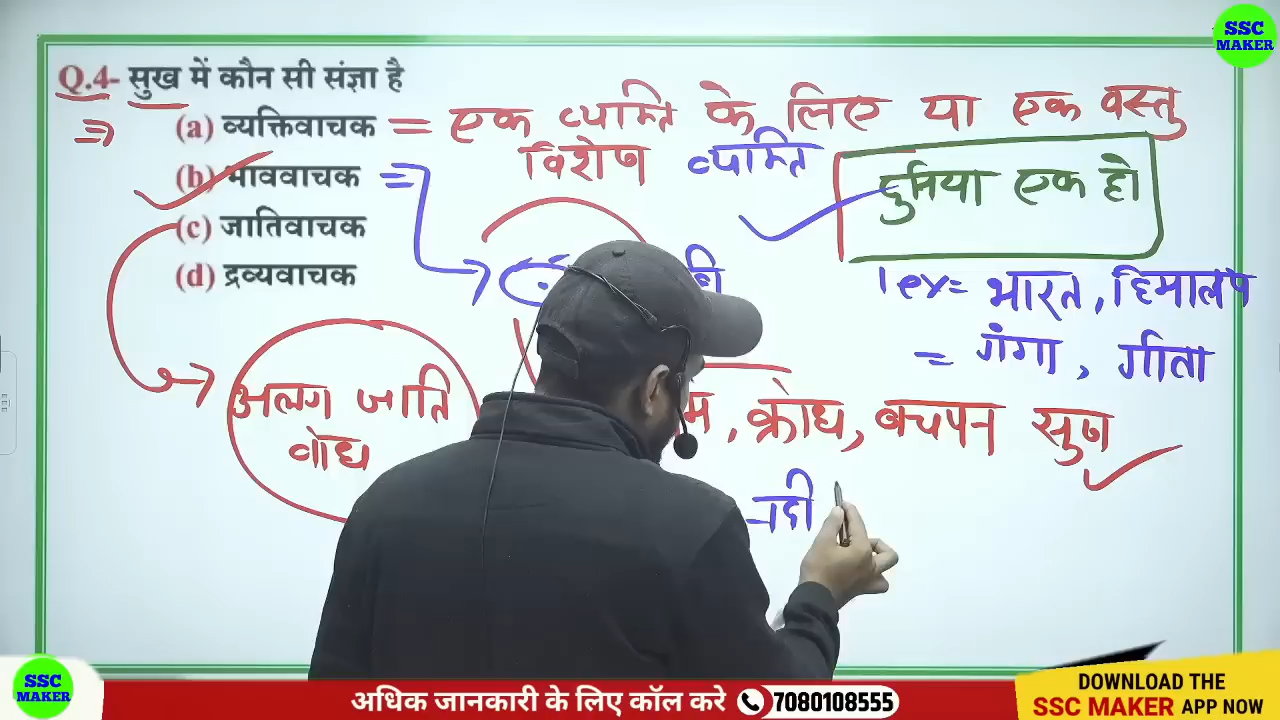 SSC
MAKER
Q.4- सुख में कौन सी संज्ञा है
(a) व्यक्तिवाचक = एक व्यक्ति के लिए या एक वस्तु
विशेष व्यक्ति
(b) भाववाचक =
दुनिया एक हो
(c) जातिवाचक
(d) द्रव्यवाचक
ex = भारत, हिमालय
= गंगा, गीता
अलग जाति
बोध
, क्रोध, बचपन सुख
नदी
SSC
MAKER
अधिक जानकारी के लिए कॉल करे 7080108555
DOWNLOAD THE
SSC MAKER APP NOW